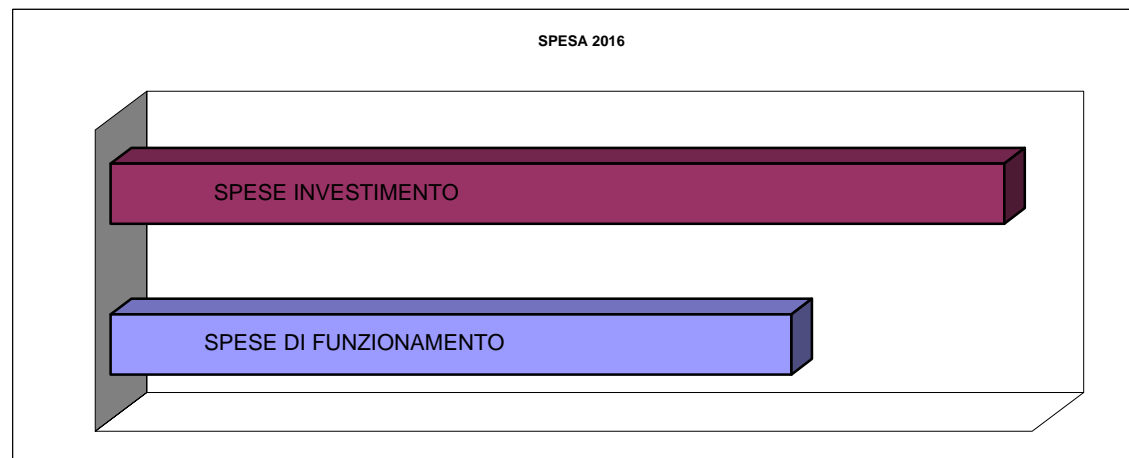 SPESA 2016
SPESE INVESTIMENTO
SPESE DI FUNZIONAMENTO